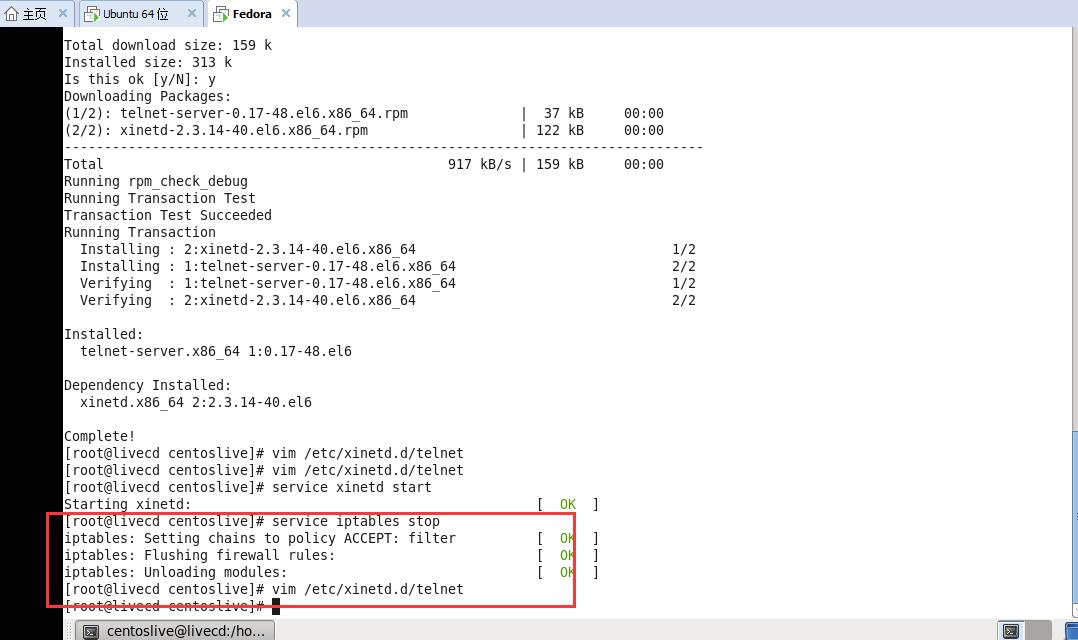 主页 Ubuntu 64 位 Fedora
Total download size: 159 k
Installed size: 313 k
Is this ok [y/N]: y
Downloading Packages:
(1/2): telnet-server-0.17-48.el6.x86_64.rpm | 37 kB 00:00
(2/2): xinetd-2.3.14-40.el6.x86_64.rpm | 122 kB 00:00
--------------------------------------------------------------------------------
Total 917 kB/s | 159 kB 00:00
Running rpm_check_debug
Running Transaction Test
Transaction Test Succeeded
Running Transaction
Installing : 2:xinetd-2.3.14-40.el6.x86_64 1/2
Installing : 1:telnet-server-0.17-48.el6.x86_64 2/2
Verifying : 1:telnet-server-0.17-48.el6.x86_64 1/2
Verifying : 2:xinetd-2.3.14-40.el6.x86_64 2/2
Installed:
telnet-server.x86_64 1:0.17-48.el6
Dependency Installed:
xinetd.x86_64 2:2.3.14-40.el6
Complete!
[root@livecd centoslive]# vim /etc/xinetd.d/telnet
[root@livecd centoslive]# vim /etc/xinetd.d/telnet
[root@livecd centoslive]# service xinetd start
Starting xinetd: [ OK ]
[root@livecd centoslive]# service iptables stop
iptables: Setting chains to policy ACCEPT: filter [ OK ]
iptables: Flushing firewall rules: [ OK ]
iptables: Unloading modules: [ OK ]
[root@livecd centoslive]# vim /etc/xinetd.d/telnet
[root@livecd centoslive]#
centoslive@livecd:/ho...